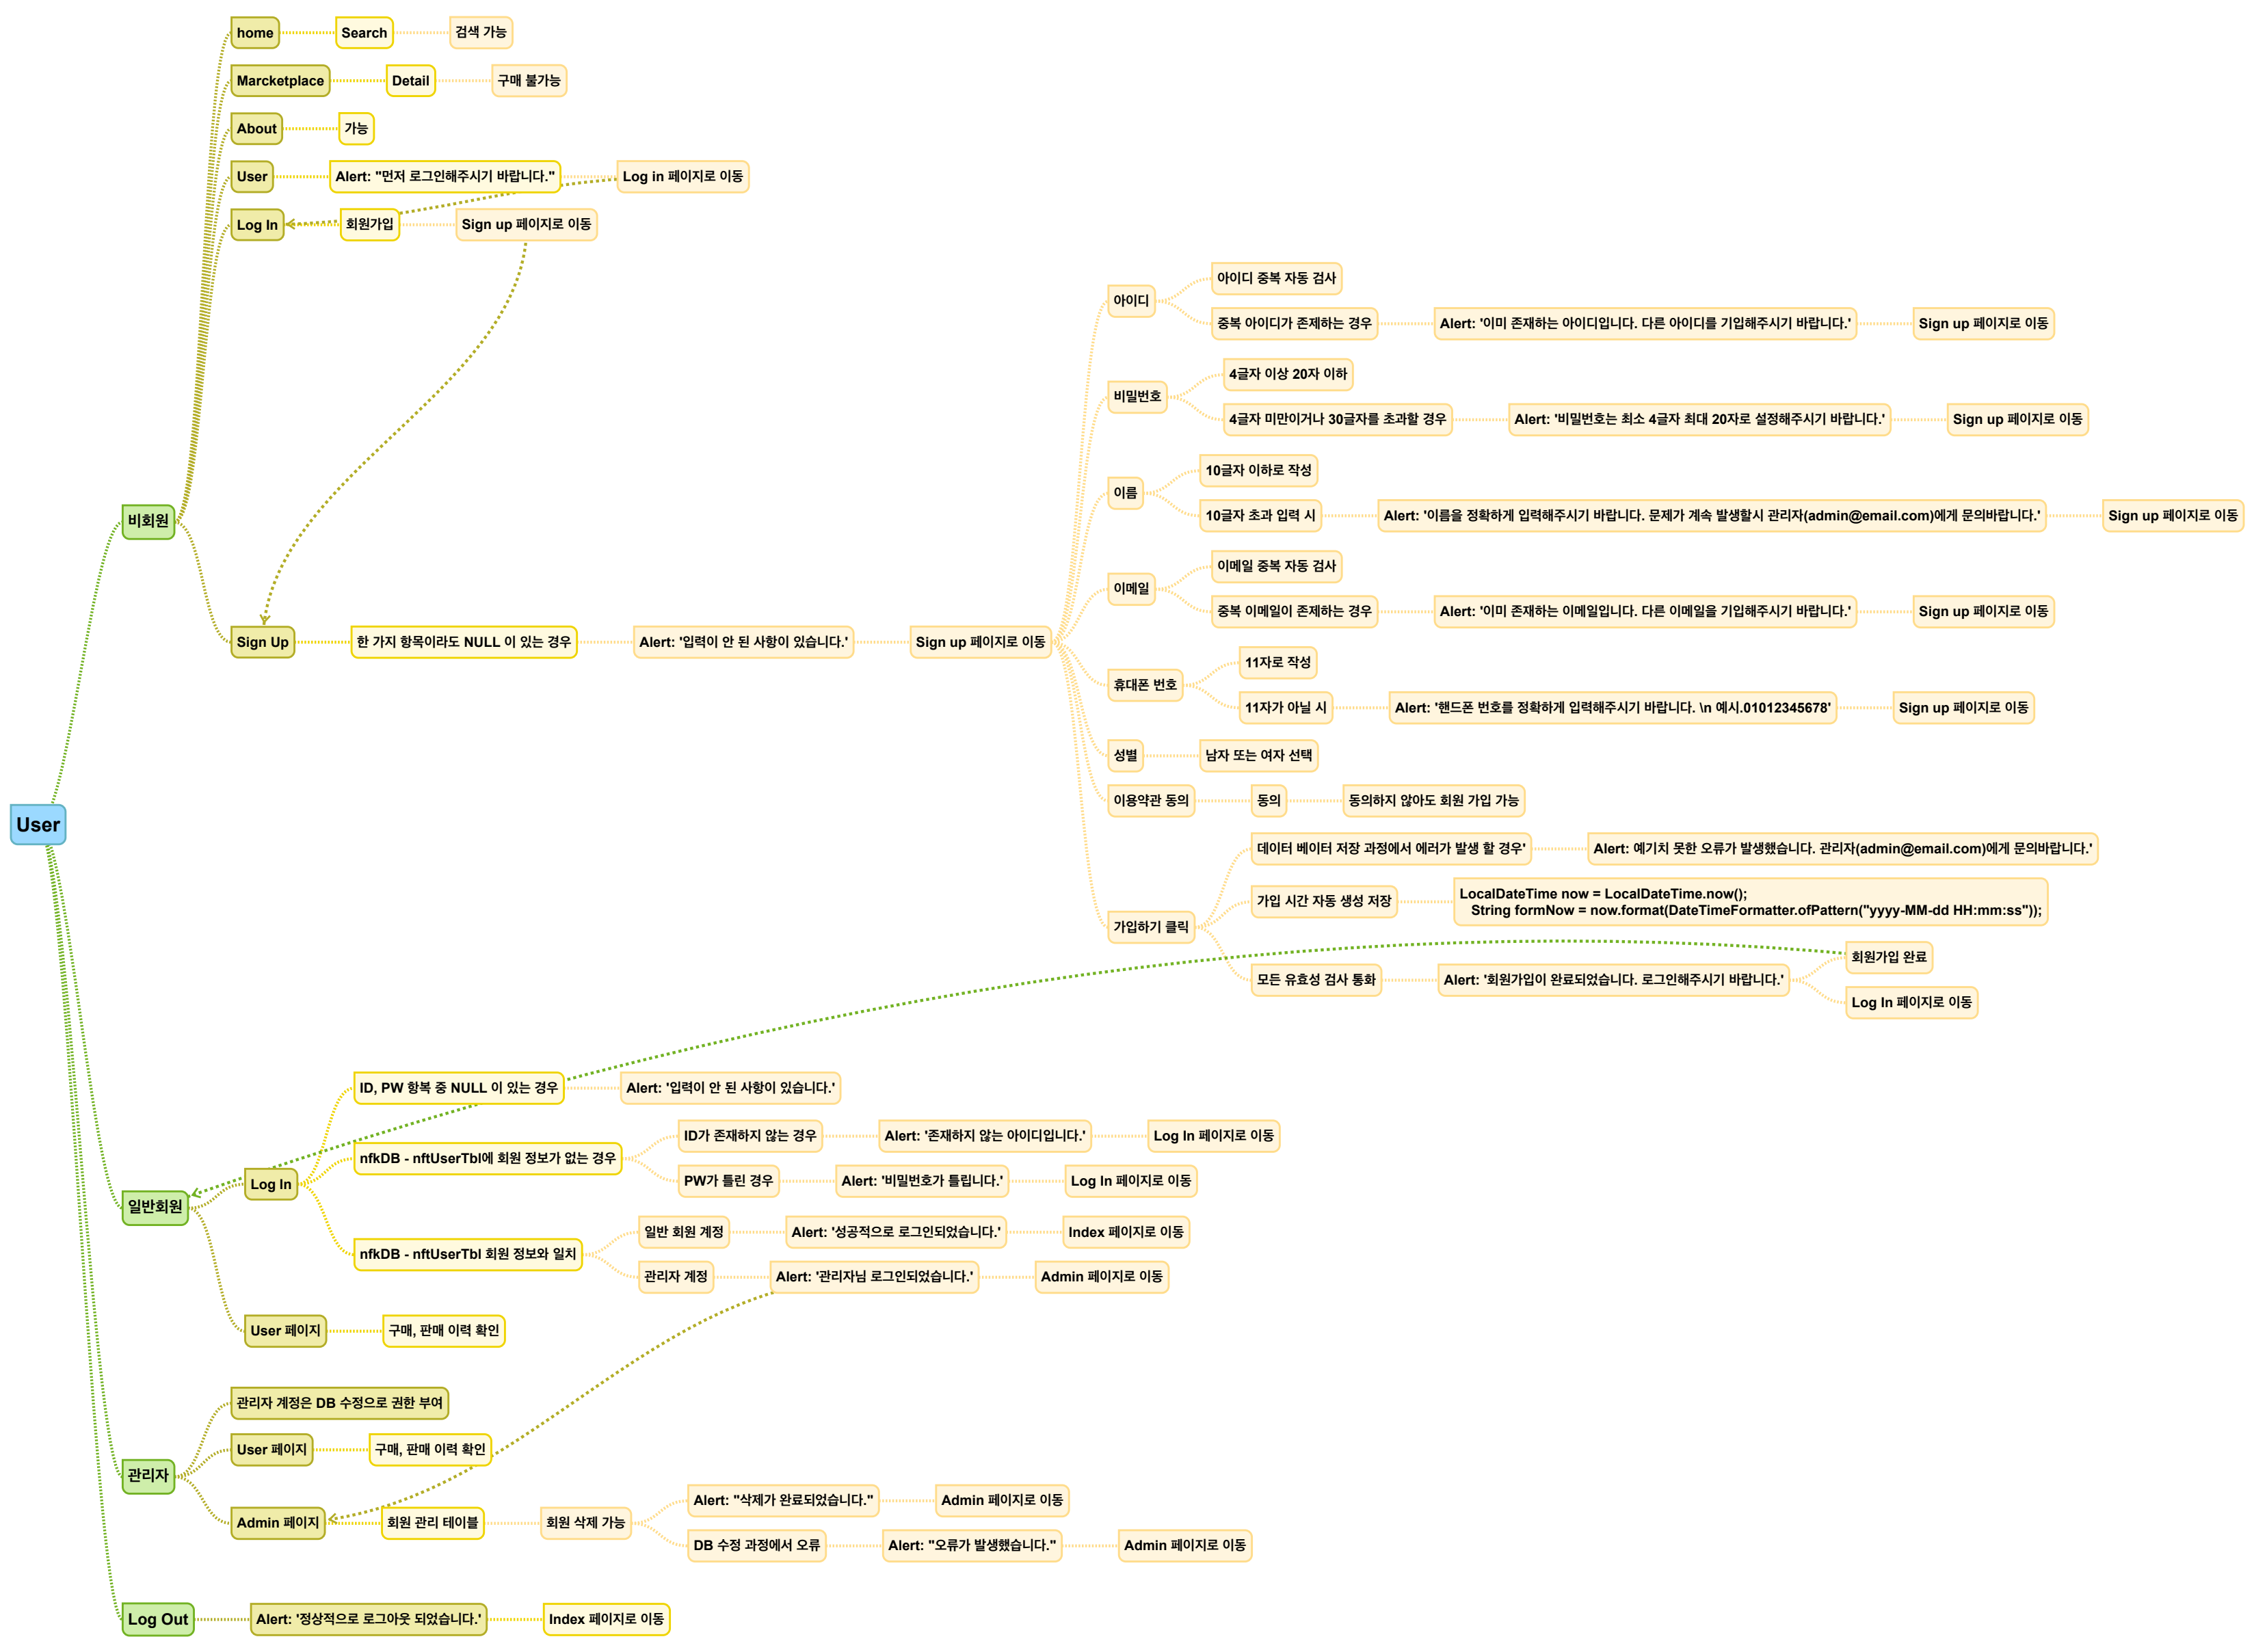 home
Search
검색 가능
Marcketplace
Detail
구매 불가능
About
가능
User
Alert: "먼저 로그인해주시기 바랍니다."
Log in 페이지로 이동
Log In
회원가입
Sign up 페이지로 이동
아이디
아이디 중복 자동 검사
중복 아이디가 존재하는 경우
Alert: '이미 존재하는 아이디입니다. 다른 아이디를 기입해주시기 바랍니다.'
Sign up 페이지로 이동
비밀번호
4글자 이상 20자 이하
4글자 미만이거나 30글자를 초과할 경우
Alert: '비밀번호는 최소 4글자 최대 20자로 설정해주시기 바랍니다.'
Sign up 페이지로 이동
이름
10글자 이하로 작성
10글자 초과 입력 시
Alert: '이름을 정확하게 입력해주시기 바랍니다. 문제가 계속 발생할시 관리자(admin@email.com)에게 문의바랍니다.'
Sign up 페이지로 이동
비회원
이메일
이메일 중복 자동 검사
중복 이메일이 존재하는 경우
Alert: '이미 존재하는 이메일입니다. 다른 이메일을 기입해주시기 바랍니다.'
Sign up 페이지로 이동
Sign Up
한 가지 항목이라도 NULL 이 있는 경우
Alert: '입력이 안 된 사항이 있습니다.'
Sign up 페이지로 이동
휴대폰 번호
11자로 작성
11자가 아닐 시
Alert: '핸드폰 번호를 정확하게 입력해주시기 바랍니다. \n 예시.01012345678'
Sign up 페이지로 이동
성별
남자 또는 여자 선택
이용약관 동의
동의
동의하지 않아도 회원 가입 가능
User
가입하기 클릭
데이터 베이터 저장 과정에서 에러가 발생 할 경우'
Alert: 예기치 못한 오류가 발생했습니다. 관리자(admin@email.com)에게 문의바랍니다.'
가입 시간 자동 생성 저장
LocalDateTime now = LocalDateTime.now();
String formNow = now.format(DateTimeFormatter.ofPattern("yyyy-MM-dd HH:mm:ss"));
모든 유효성 검사 통화
Alert: '회원가입이 완료되었습니다. 로그인해주시기 바랍니다.'
회원가입 완료
Log In 페이지로 이동
일반회원
Log In
ID, PW 항복 중 NULL 이 있는 경우
Alert: '입력이 안 된 사항이 있습니다.'
nfkDB - nftUserTbl에 회원 정보가 없는 경우
ID가 존재하지 않는 경우
Alert: '존재하지 않는 아이디입니다.'
Log In 페이지로 이동
PW가 틀린 경우
Alert: '비밀번호가 틀립니다.'
Log In 페이지로 이동
nfkDB - nftUserTbl 회원 정보와 일치
일반 회원 계정
Alert: '성공적으로 로그인되었습니다.'
Index 페이지로 이동
관리자 계정
Alert: '관리자님 로그인되었습니다.'
Admin 페이지로 이동
User 페이지
구매, 판매 이력 확인
관리자
관리자 계정은 DB 수정으로 권한 부여
User 페이지
구매, 판매 이력 확인
Admin 페이지
회원 관리 테이블
회원 삭제 가능
Alert: "삭제가 완료되었습니다."
Admin 페이지로 이동
DB 수정 과정에서 오류
Alert: "오류가 발생했습니다."
Admin 페이지로 이동
Log Out
Alert: '정상적으로 로그아웃 되었습니다.'
Index 페이지로 이동